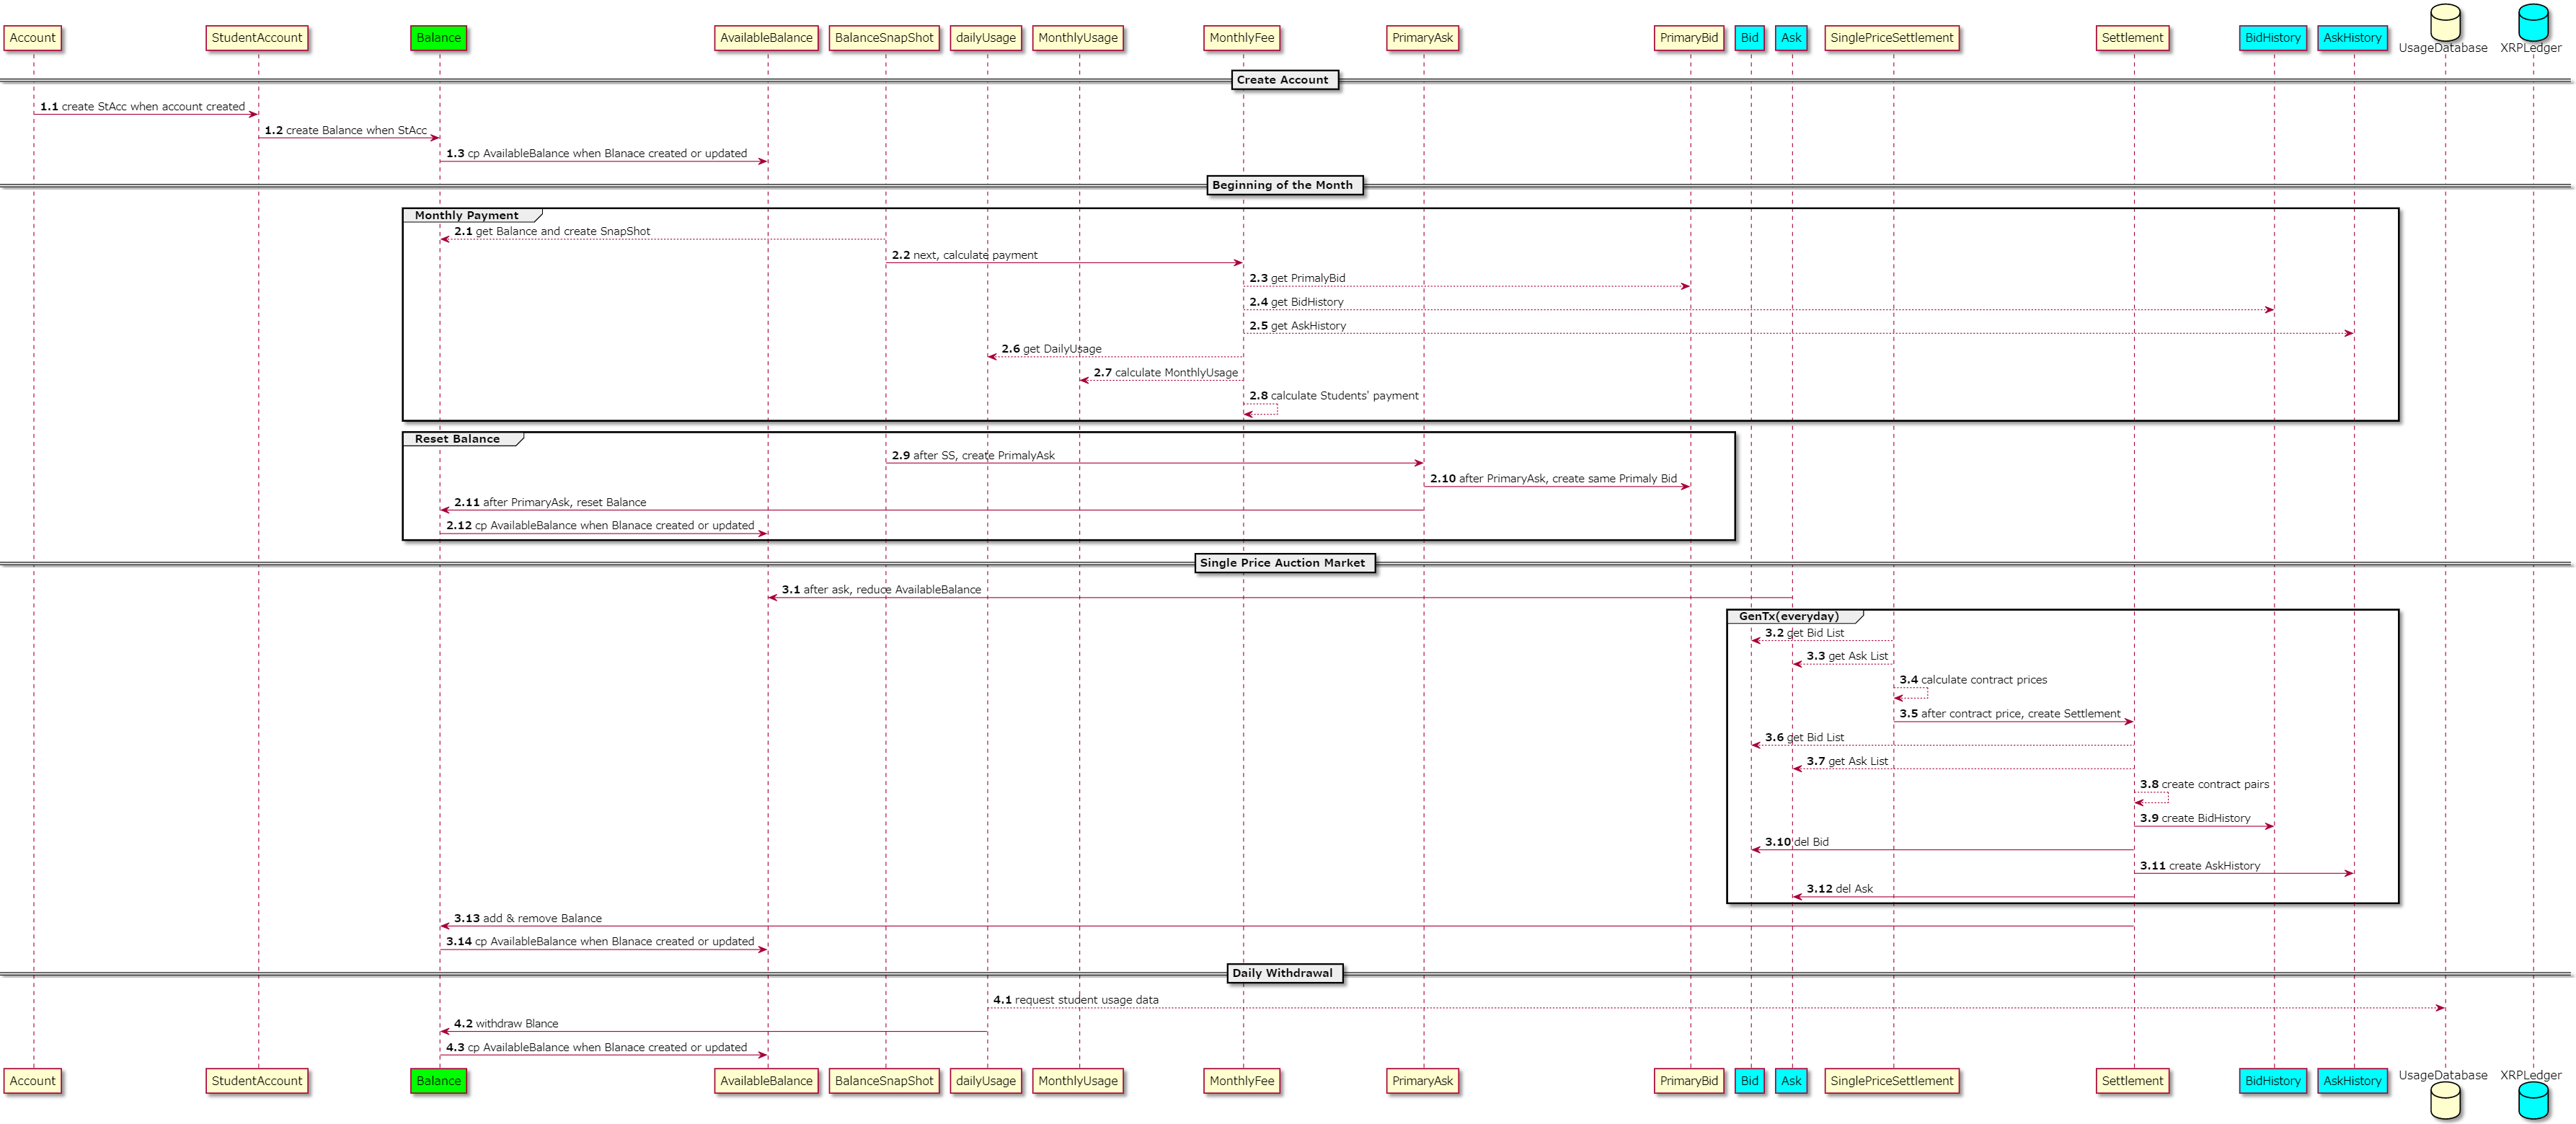 Account
StudentAccount
Balance
AvailableBalance
BalanceSnapShot
dailyUsage
MonthlyUsage
MonthlyFee
PrimaryAsk
PrimaryBid
Bid
Ask
SinglePriceSettlement
Settlement
BidHistory
AskHistory
UsageDatabase
XRPLedger
Create Account
1.1 create StAcc when account created
1.2 create Balance when StAcc
1.3 cp AvailableBalance when Blanace created or updated
Beginning of the Month
Monthly Payment
2.1 get Balance and create SnapShot
2.2 next, calculate payment
2.3 get PrimalyBid
2.4 get BidHistory
2.5 get AskHistory
2.6 get DailyUsage
2.7 calculate MonthlyUsage
2.8 calculate Students' payment
Reset Balance
2.9 after SS, create PrimalyAsk
2.10 after PrimaryAsk, create same Primaly Bid
2.11 after PrimaryAsk, reset Balance
2.12 cp AvailableBalance when Blanace created or updated
Single Price Auction Market
3.1 after ask, reduce AvailableBalance
GenTx(everyday)
3.2 get Bid List
3.3 get Ask List
3.4 calculate contract prices
3.5 after contract price, create Settlement
3.6 get Bid List
3.7 get Ask List
3.8 create contract pairs
3.9 create BidHistory
3.10 del Bid
3.11 create AskHistory
3.12 del Ask
3.13 add & remove Balance
3.14 cp AvailableBalance when Blanace created or updated
Daily Withdrawal
4.1 request student usage data
4.2 withdraw Blance
4.3 cp AvailableBalance when Blanace created or updated
Account
StudentAccount
Balance
AvailableBalance
BalanceSnapShot
dailyUsage
MonthlyUsage
MonthlyFee
PrimaryAsk
PrimaryBid
Bid
Ask
SinglePriceSettlement
Settlement
BidHistory
AskHistory
UsageDatabase
XRPLedger